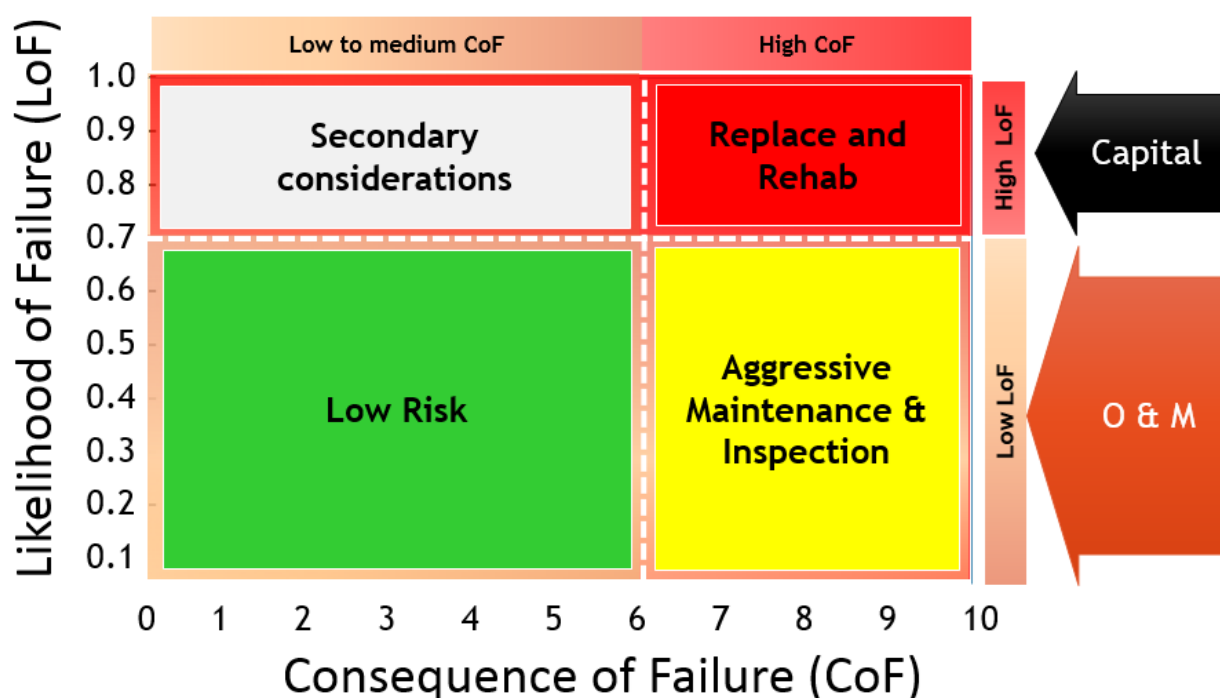 Low to medium CoF
High CoF
Likelihood of Failure (LoF)
1.0
0.9
0.8
0.7
0.6
0.5
0.4
0.3
0.2
0.1
Secondary
considerations
Replace and
Rehab
High LoF
Capital
Low Risk
Aggressive
Maintenance &
Inspection
Low LoF
O & M
0 1 2 3 4 5 6 7 8 9 10
Consequence of Failure (CoF)